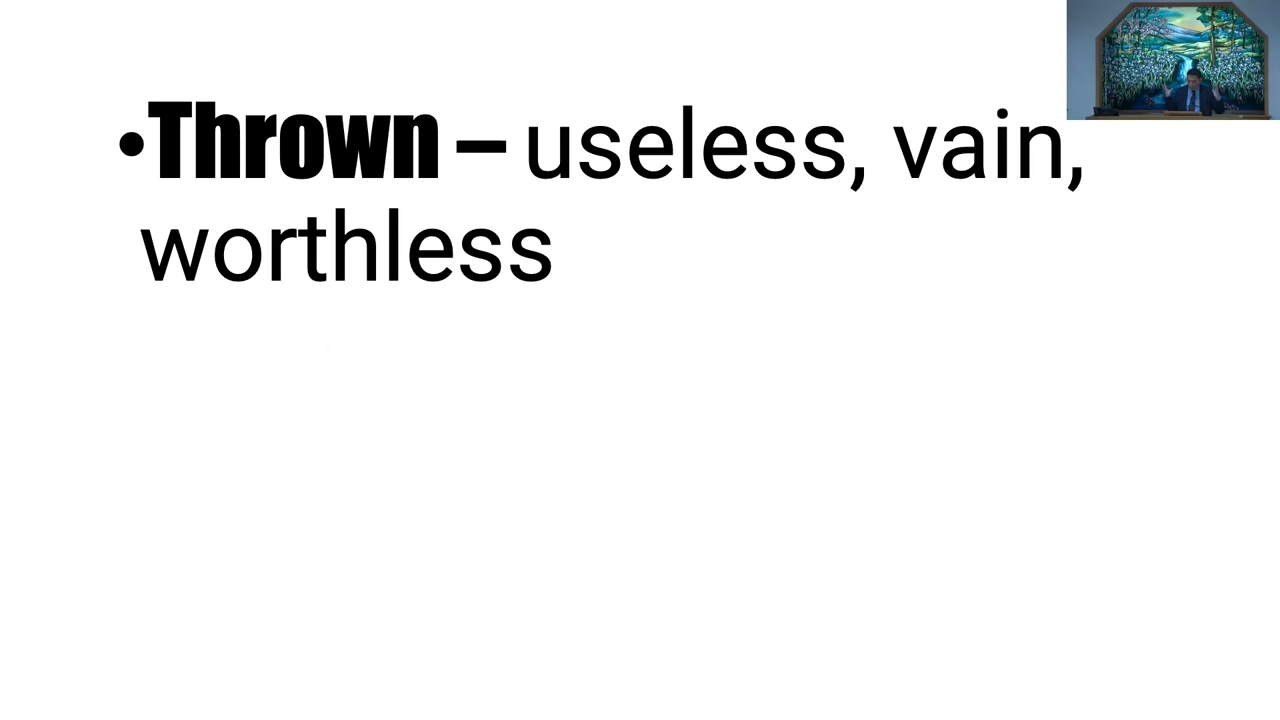 •Thrown – useless, vain,
worthless